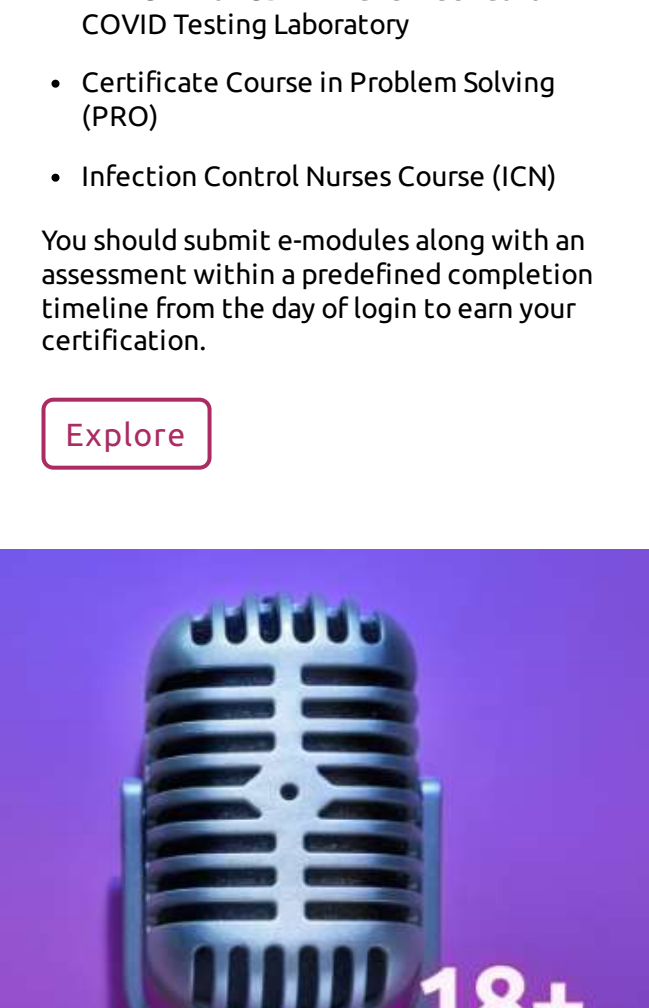 COVID Testing Laboratory
• Certificate Course in Problem Solving
(PRO)
• Infection Control Nurses Course (ICN)
You should submit e-modules along with an
assessment within a predefined completion
timeline from the day of login to earn your
certification.
Explore
18+